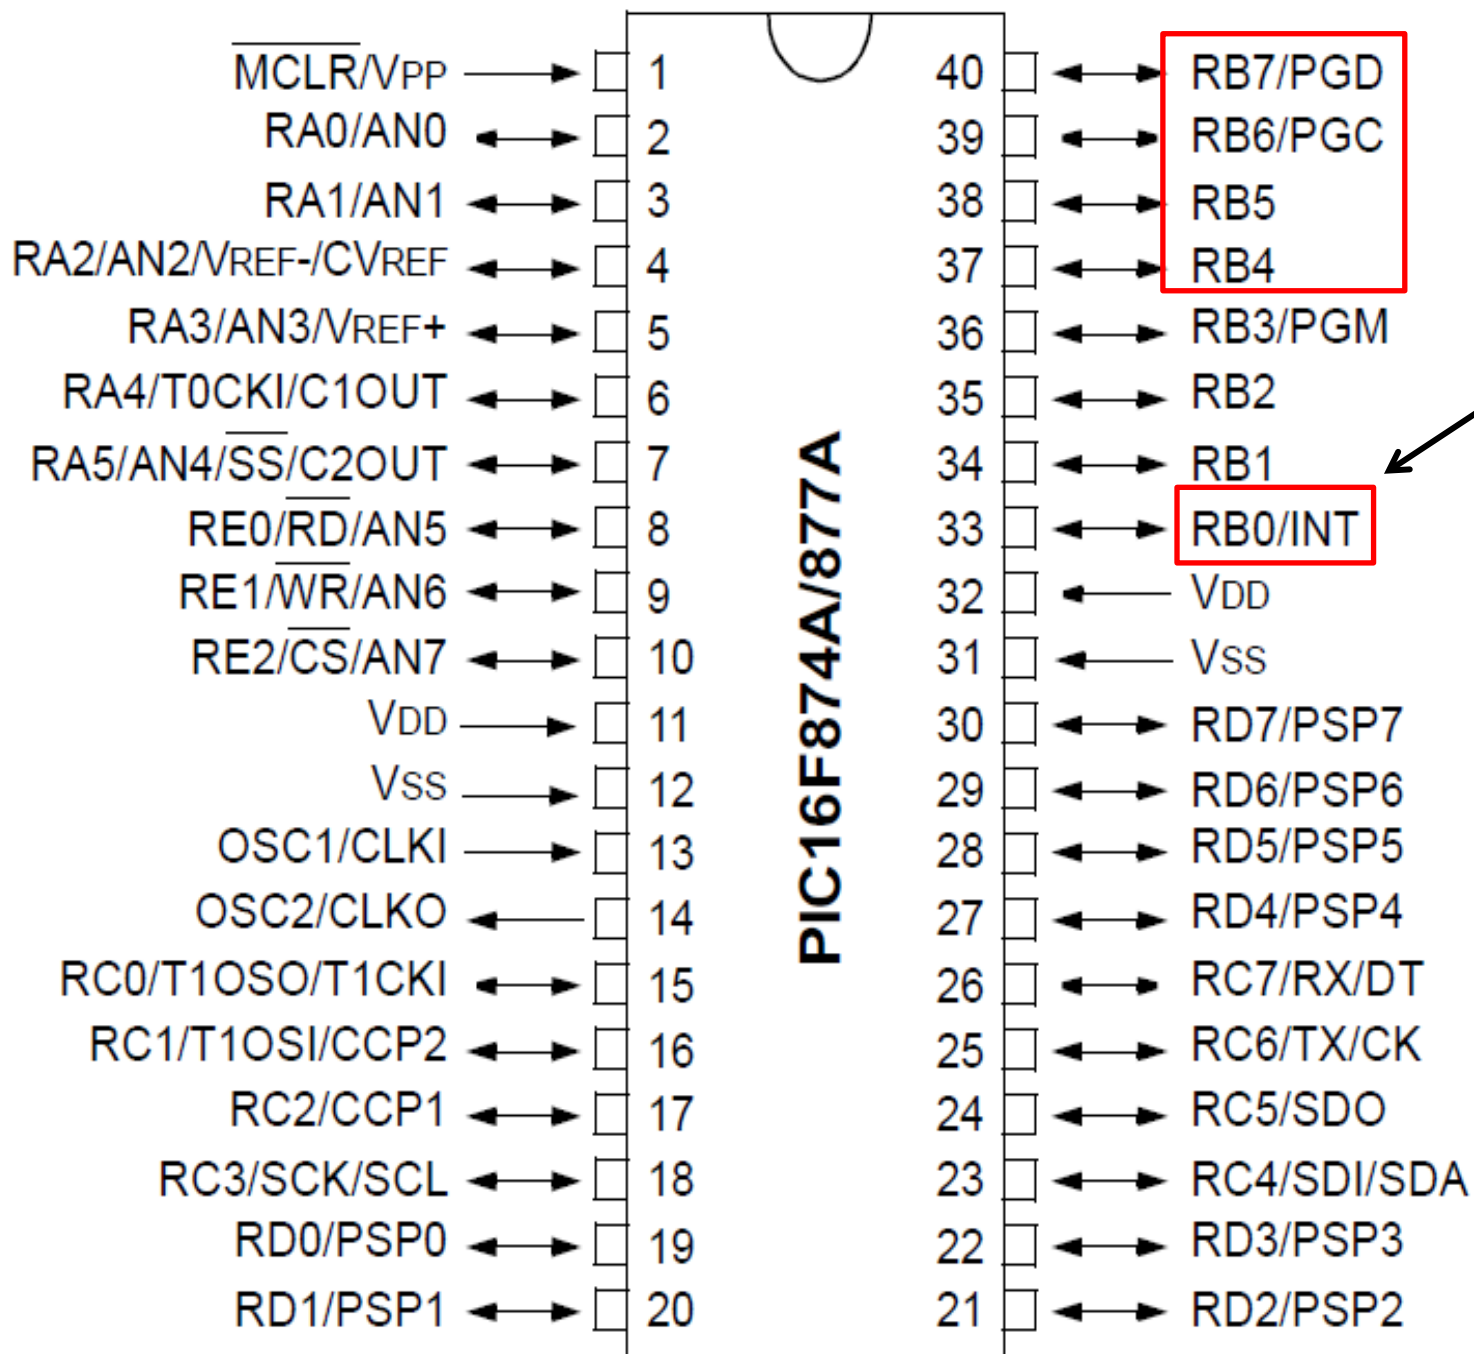 MCLR/VPP 1 40 RB7/PGD
RA0/AN0 2 39 RB6/PGC
RA1/AN1 3 38 RB5
RA2/AN2/VREF-/CVREF 4 37 RB4
RA3/AN3/VREF+ 5 36 RB3/PGM
RA4/T0CKI/C1OUT 6 35 RB2
RA5/AN4/SS/C2OUT 7 34 RB1
RE0/RD/AN5 8 33 RB0/INT
RE1/WR/AN6 9 32 VDD
RE2/CS/AN7 10 31 VSS
VDD 11 30 RD7/PSP7
VSS 12 29 RD6/PSP6
OSC1/CLKI 13 28 RD5/PSP5
OSC2/CLKO 14 27 RD4/PSP4
RC0/T1OSO/T1CKI 15 26 RC7/RX/DT
RC1/T1OSI/CCP2 16 25 RC6/TX/CK
RC2/CCP1 17 24 RC5/SDO
RC3/SCK/SCL 18 23 RC4/SDI/SDA
RD0/PSP0 19 22 RD3/PSP3
RD1/PSP1 20 21 RD2/PSP2
PIC16F874A/877A